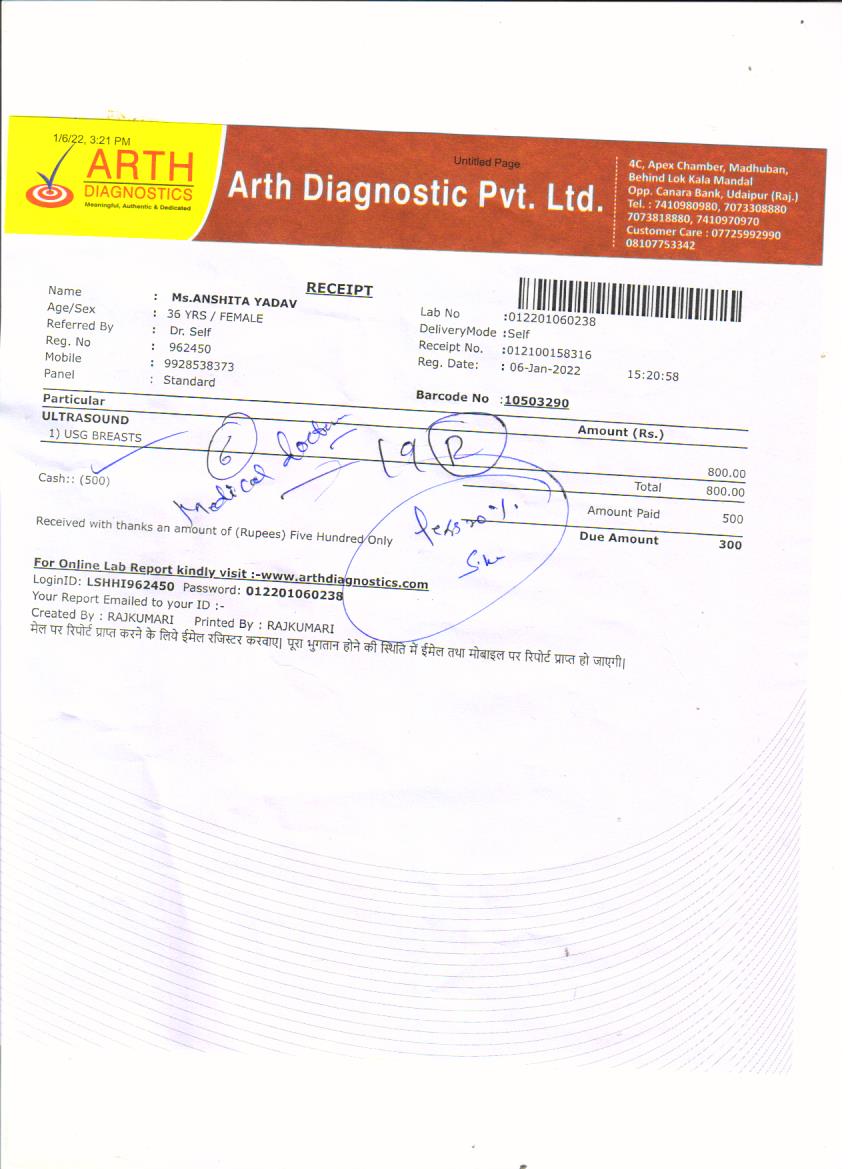 1/6/22, 3:21 PM
Untitled Page
ARTH
DIAGNOSTICS
Meaningful, Authentic & Dedicated
Arth Diagnostic Pvt. Ltd.
4C, Apex Chamber, Madhuban,
Behind Lok Kala Mandal
Opp. Canara Bank, Udaipur (Raj.)
Tel. : 7410980980, 7073308880
7073818880, 7410970970
Customer Care : 07725992990
08107753342
RECEIPT
Name : Ms.ANSHITA YADAV
Age/Sex : 36 YRS / FEMALE
Referred By : Dr. Self
Reg. No : 962450
Mobile : 9928538373
Panel : Standard
Lab No :012201060238
DeliveryMode :Self
Receipt No. :012100158316
Reg. Date: : 06-Jan-2022 15:20:58
Barcode No :10503290
Particular Amount (Rs.)
ULTRASOUND
1) USG BREASTS 800.00
6
Medical doctor
19 R
Total 800.00
Cash:: (500)
Amount Paid 500
less 20%
Received with thanks an amount of (Rupees) Five Hundred Only
Due Amount 300
For Online Lab Report kindly visit :-www.arthdiagnostics.com
LoginID: LSHHI962450 Password: 012201060238
Your Report Emailed to your ID :-
Created By : RAJKUMARI Printed By : RAJKUMARI
मेल पर रिपोर्ट प्राप्त करने के लिये ईमेल रजिस्टर करवाए| पूरा भुगतान होने की स्थिति में ईमेल तथा मोबाइल पर रिपोर्ट प्राप्त हो जाएगी|